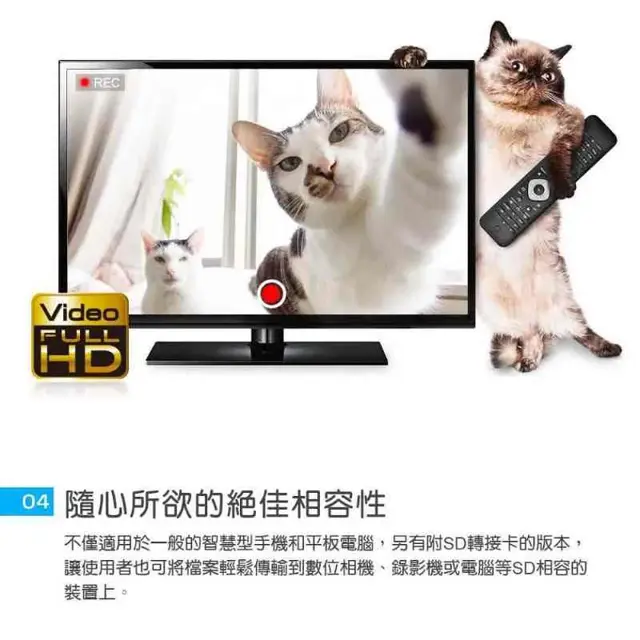 REC
Video
FULL
HD
04 隨心所欲的絕佳相容性
不僅適用於一般的智慧型手機和平板電腦，另有附SD轉接卡的版本，
讓使用者也可將檔案輕鬆傳輸到數位相機、錄影機或電腦等SD相容的
裝置上。